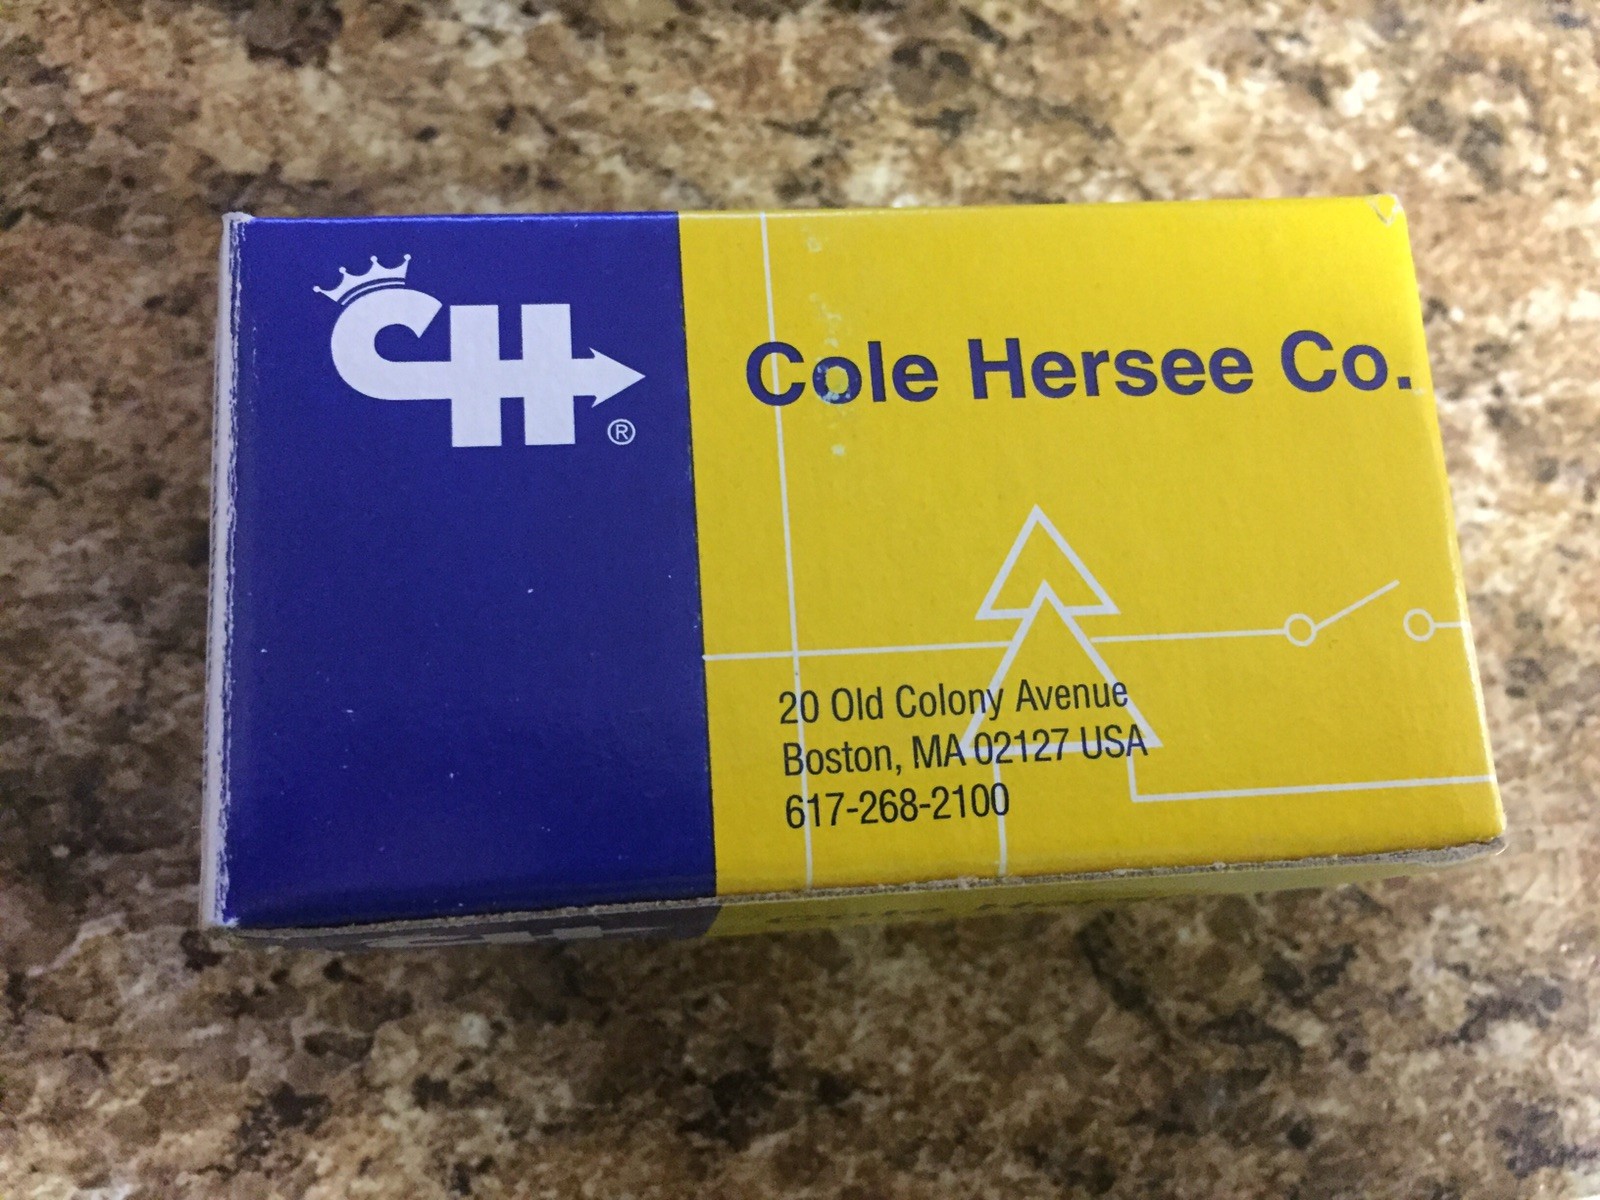 CH®
Cole Hersee Co.
20 Old Colony Avenue
Boston, MA 02127 USA
617-268-2100